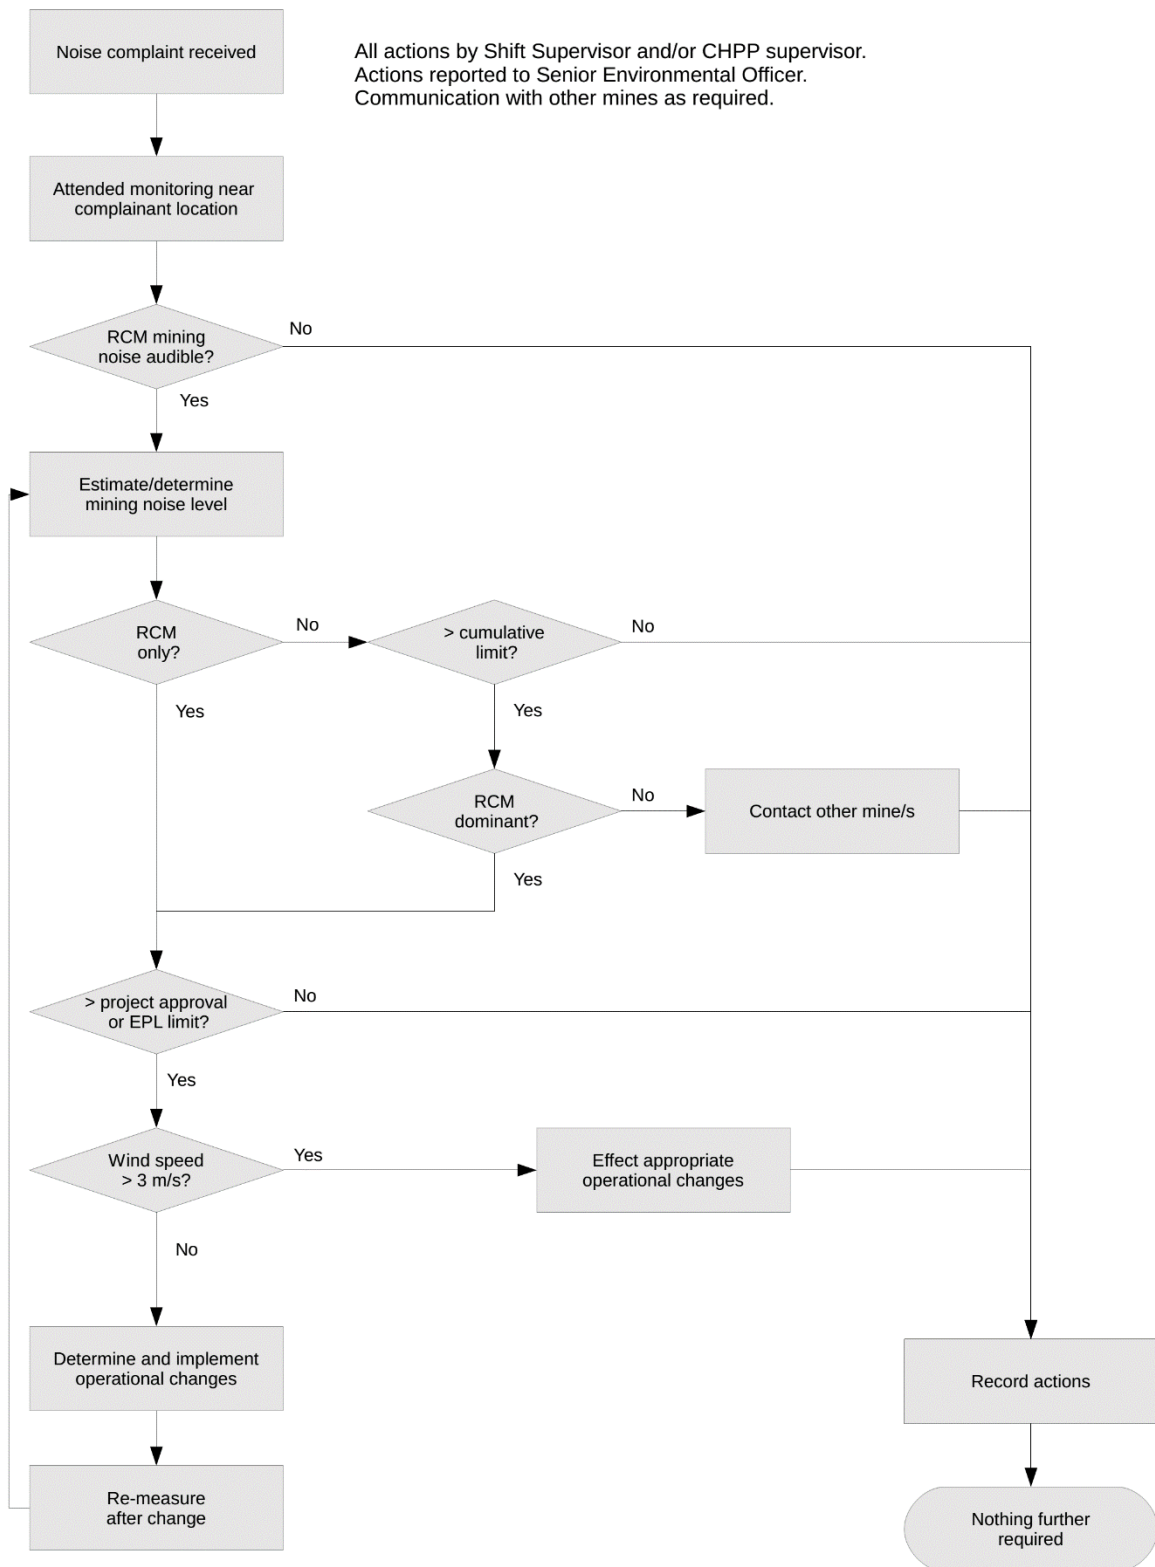 Noise complaint received
All actions by Shift Supervisor and/or CHPP supervisor.
Actions reported to Senior Environmental Officer.
Communication with other mines as required.
Attended monitoring near
complainant location
RCM mining
noise audible?
No
Yes
Estimate/determine
mining noise level
RCM
only?
No
> cumulative
limit?
No
Yes
Yes
RCM
dominant?
No
Contact other mine/s
Yes
> project approval
or EPL limit?
No
Yes
Wind speed
> 3 m/s?
Yes
Effect appropriate
operational changes
No
Determine and implement
operational changes
Record actions
Re-measure
after change
Nothing further
required